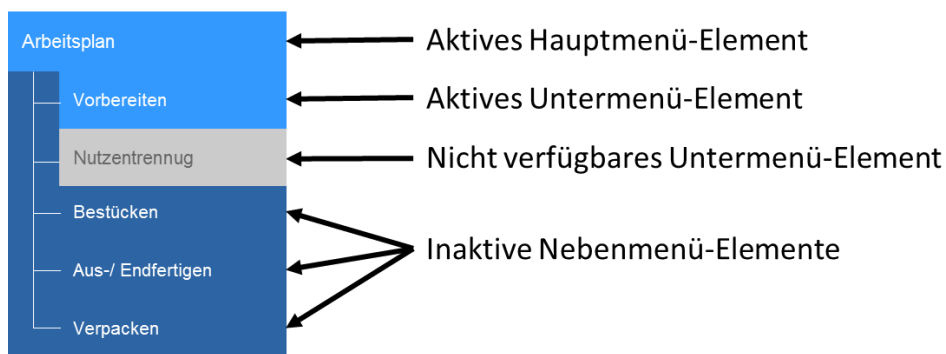 Arbeitsplan
Aktives Hauptmenü-Element
Vorbereiten
Aktives Untermenü-Element
Nutzentrennug
Nicht verfügbares Untermenü-Element
Bestücken
Inaktive Nebenmenü-Elemente
Aus-/ Endfertigen
Verpacken